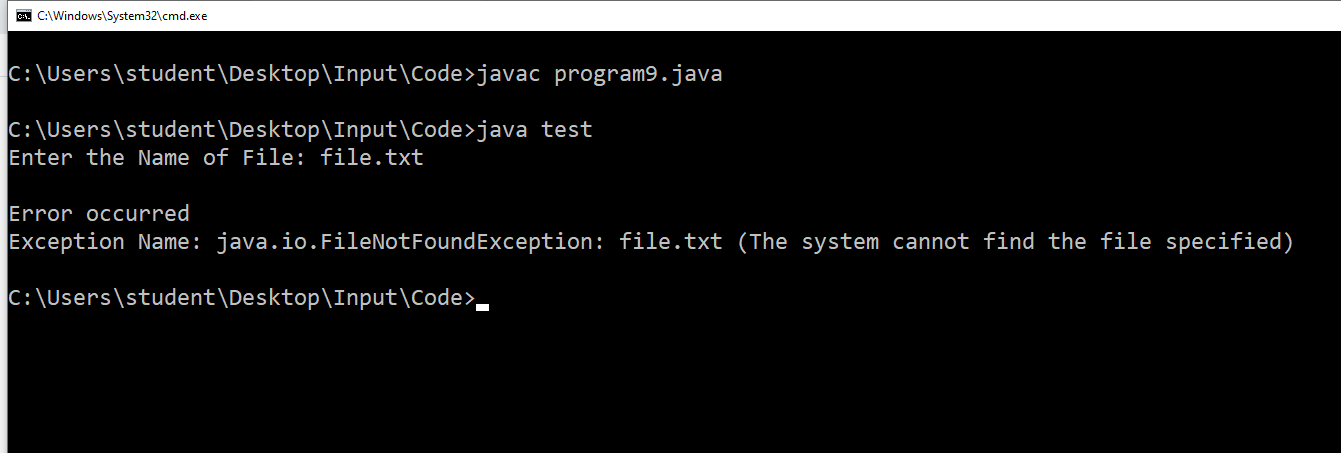 C:\Windows\System32\cmd.exe
C:\Users\student\Desktop\Input\Code>javac program9.java
C:\Users\student\Desktop\Input\Code>java test
Enter the Name of File: file.txt
Error occurred
Exception Name: java.io.FileNotFoundException: file.txt (The system cannot find the file specified)
C:\Users\student\Desktop\Input\Code>